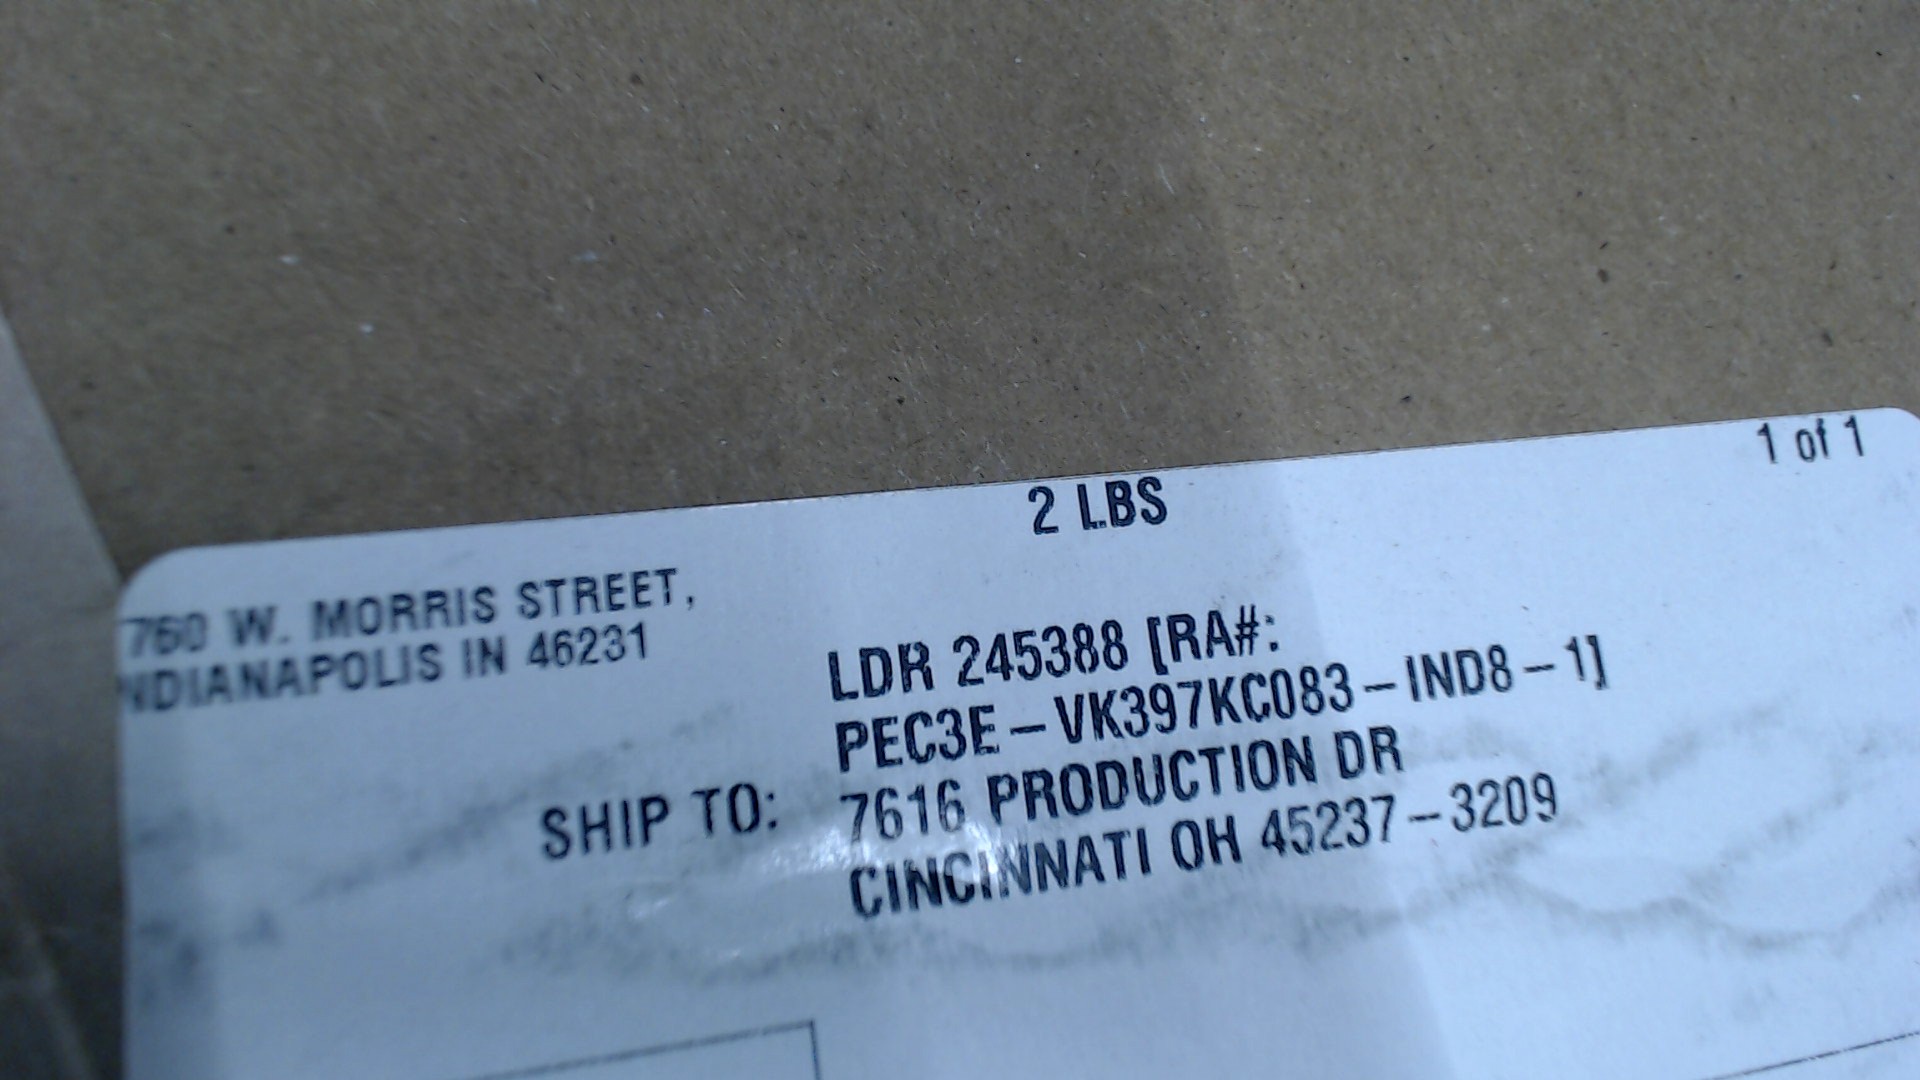 1 of 1
2 LBS
760 W. MORRIS STREET,
NDIANAPOLIS IN 46231
LDR 245388 [RA#:
PEC3E-VK397KC083-IND8-1]
SHIP TO: 7616 PRODUCTION DR
CINCINNATI OH 45237-3209